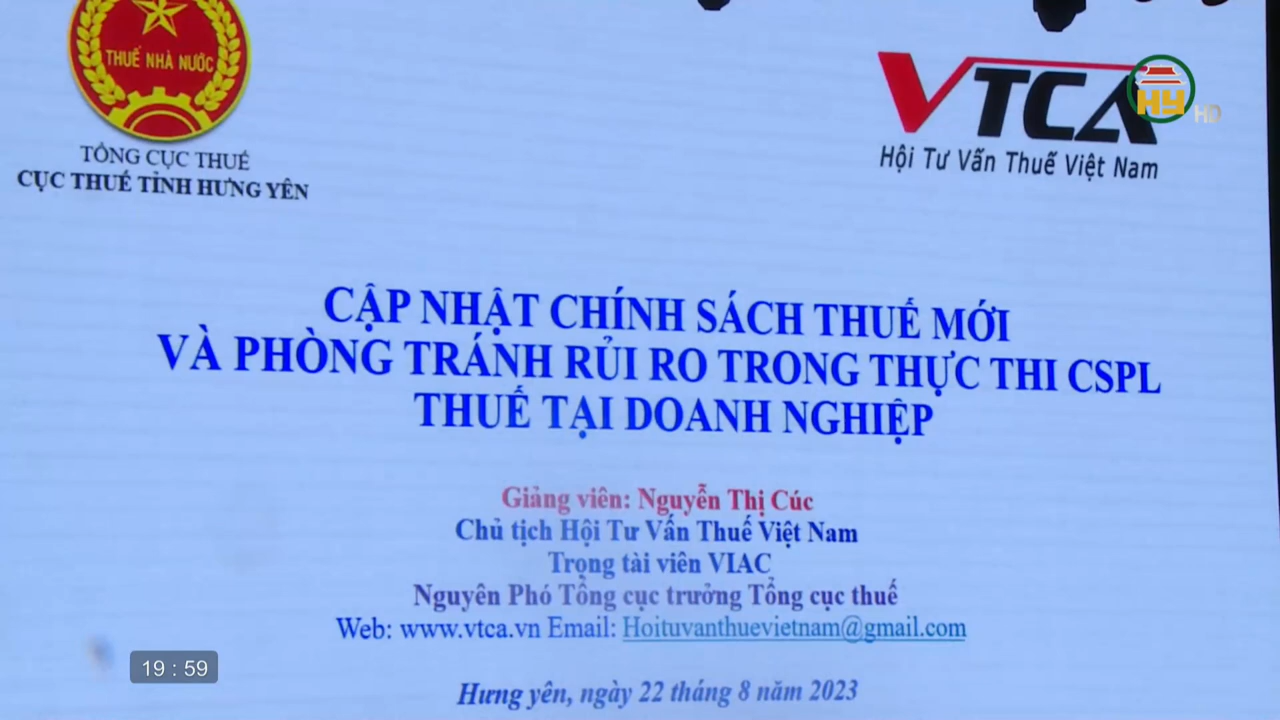 THUẾ NHÀ NƯỚC
TỔNG CỤC THUẾ
CỤC THUẾ TỈNH HƯNG YÊN
VTCA
HY HD
Hội Tư Vấn Thuế Việt Nam
CẬP NHẬT CHÍNH SÁCH THUẾ MỚI
VÀ PHÒNG TRÁNH RỦI RO TRONG THỰC THI CSPL
THUẾ TẠI DOANH NGHIỆP
Giảng viên: Nguyễn Thị Cúc
Chủ tịch Hội Tư Vấn Thuế Việt Nam
Trọng tài viên VIAC
Nguyên Phó Tổng cục trưởng Tổng cục thuế
Web: www.vtca.vn Email: Hoituvanthuevietnam@gmail.com
19 : 59
Hưng yên, ngày 22 tháng 8 năm 2023